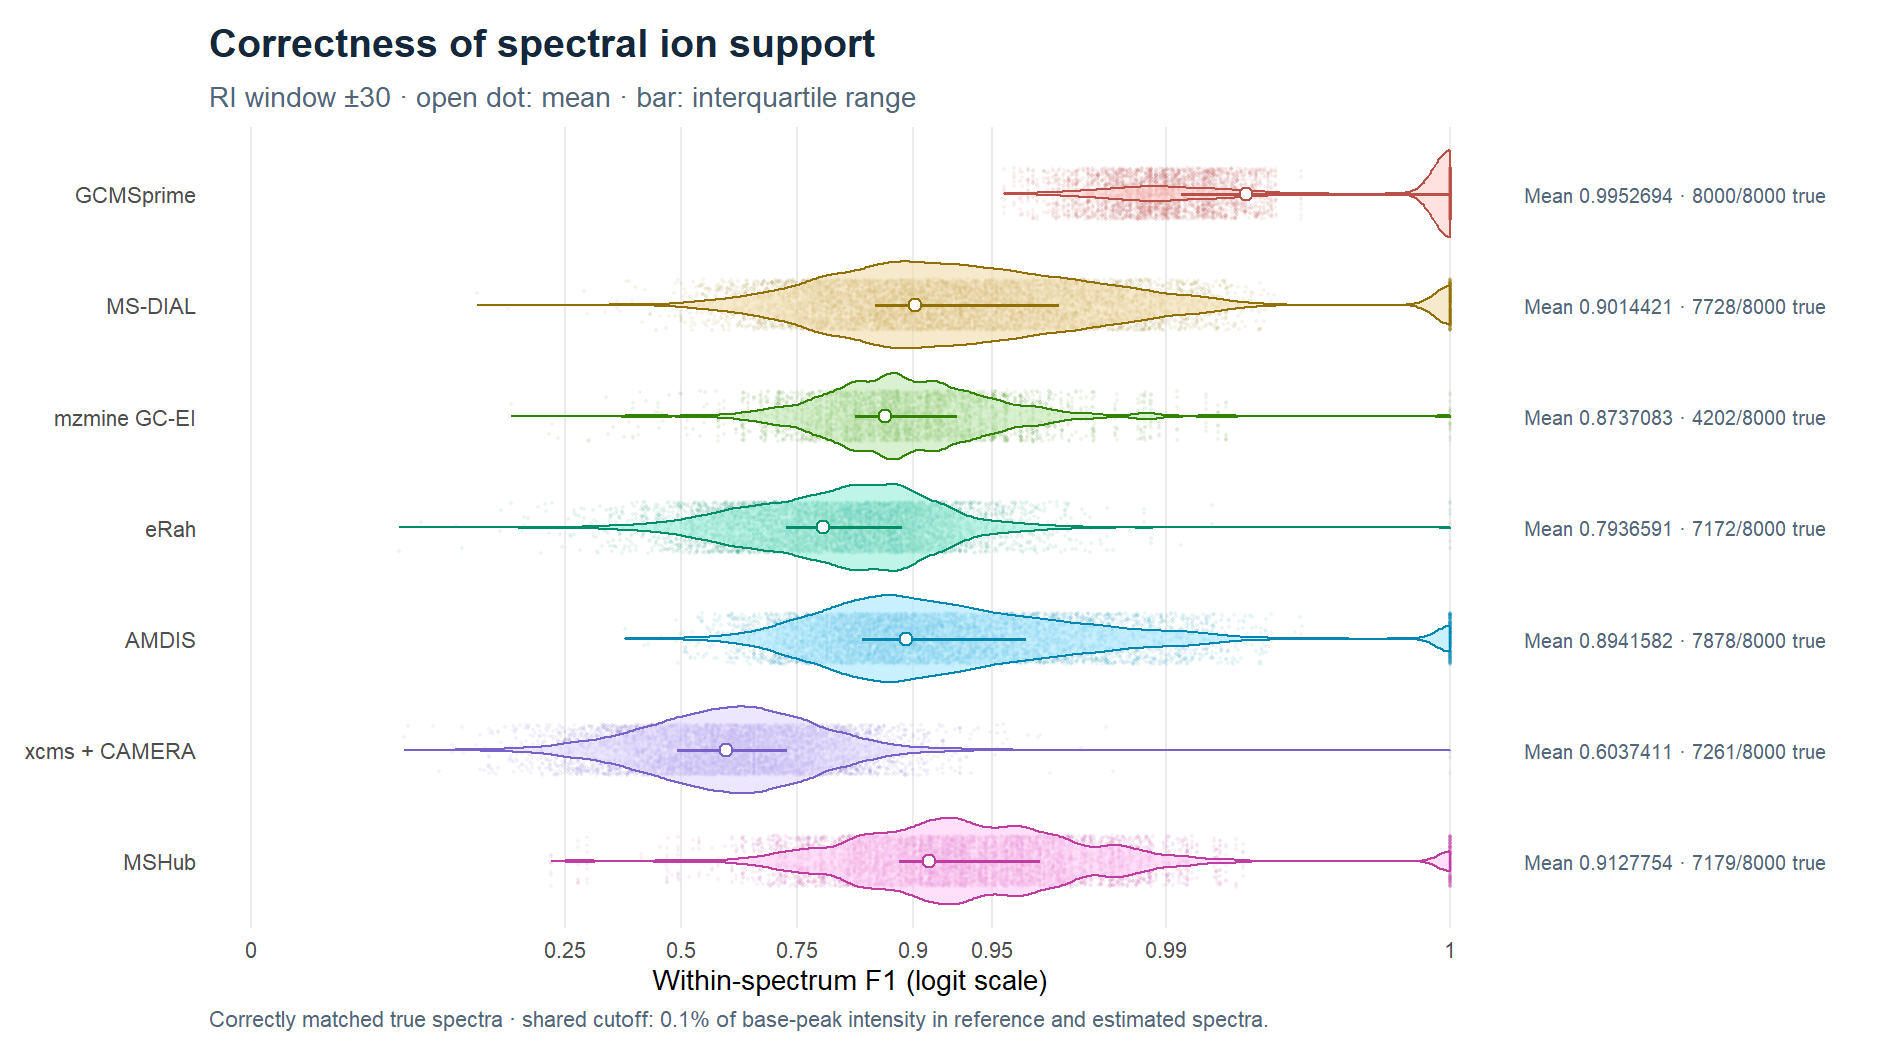 Correctness of spectral ion support
RI window ±30 · open dot: mean · bar: interquartile range
GCMSprime
Mean 0.9952694 · 8000/8000 true
MS-DIAL
Mean 0.9014421 · 7728/8000 true
mzmine GC-EI
Mean 0.8737083 · 4202/8000 true
eRah
Mean 0.7936591 · 7172/8000 true
AMDIS
Mean 0.8941582 · 7878/8000 true
xcms + CAMERA
Mean 0.6037411 · 7261/8000 true
MSHub
Mean 0.9127754 · 7179/8000 true
0 0.25 0.5 0.75 0.9 0.95 0.99 1
Within-spectrum F1 (logit scale)
Correctly matched true spectra · shared cutoff: 0.1% of base-peak intensity in reference and estimated spectra.